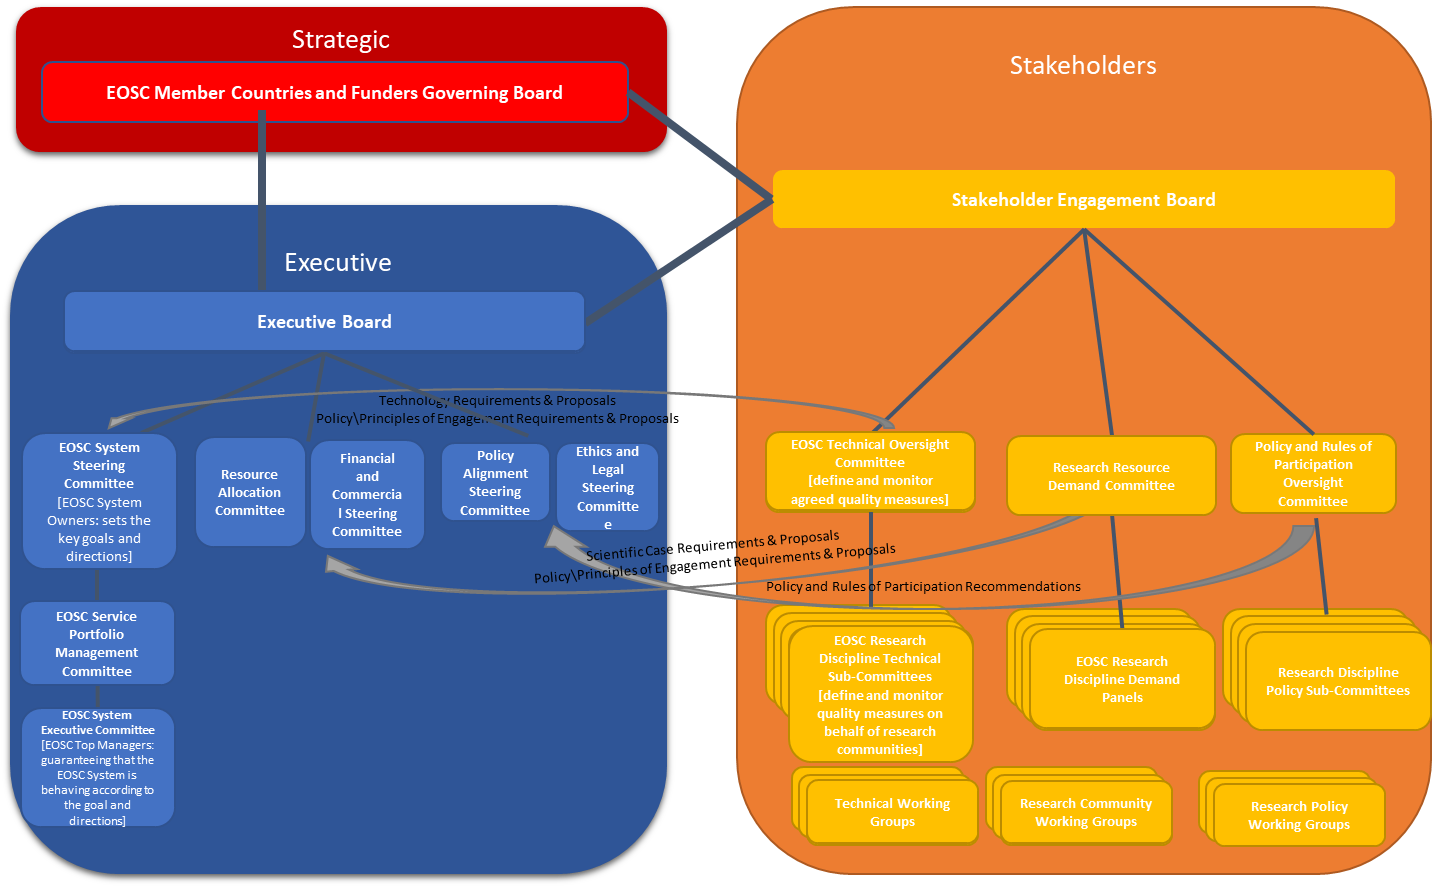 Strategic
EOSC Member Countries and Funders Governing Board
Stakeholders
Stakeholder Engagement Board
Executive
Executive Board
Technology Requirements & Proposals
Policy\Principles of Engagement Requirements & Proposals
EOSC System
Steering
Committee
[EOSC System
Owners: sets the
key goals and
directions]
Resource
Allocation
Committee
Financial
and
Commercia
l Steering
Committee
Policy
Alignment
Steering
Committee
Ethics and
Legal
Steering
Committe
e
EOSC Technical Oversight
Committee
[define and monitor
agreed quality measures]
Research Resource
Demand Committee
Policy and Rules of
Participation
Oversight
Committee
Scientific Case Requirements & Proposals
Policy\Principles of Engagement Requirements & Proposals
Policy and Rules of Participation Recommendations
EOSC Service
Portfolio
Management
Committee
EOSC System
Executive Committee
[EOSC Top Managers:
guaranteeing that the
EOSC System is
behaving according to
the goal and
directions]
EOSC Research
Discipline Technical
Sub-Committees
[define and monitor
quality measures on
behalf of research
communities]
EOSC Research
Discipline Demand
Panels
Research Discipline
Policy Sub-Committees
Technical Working
Groups
Research Community
Working Groups
Research Policy
Working Groups